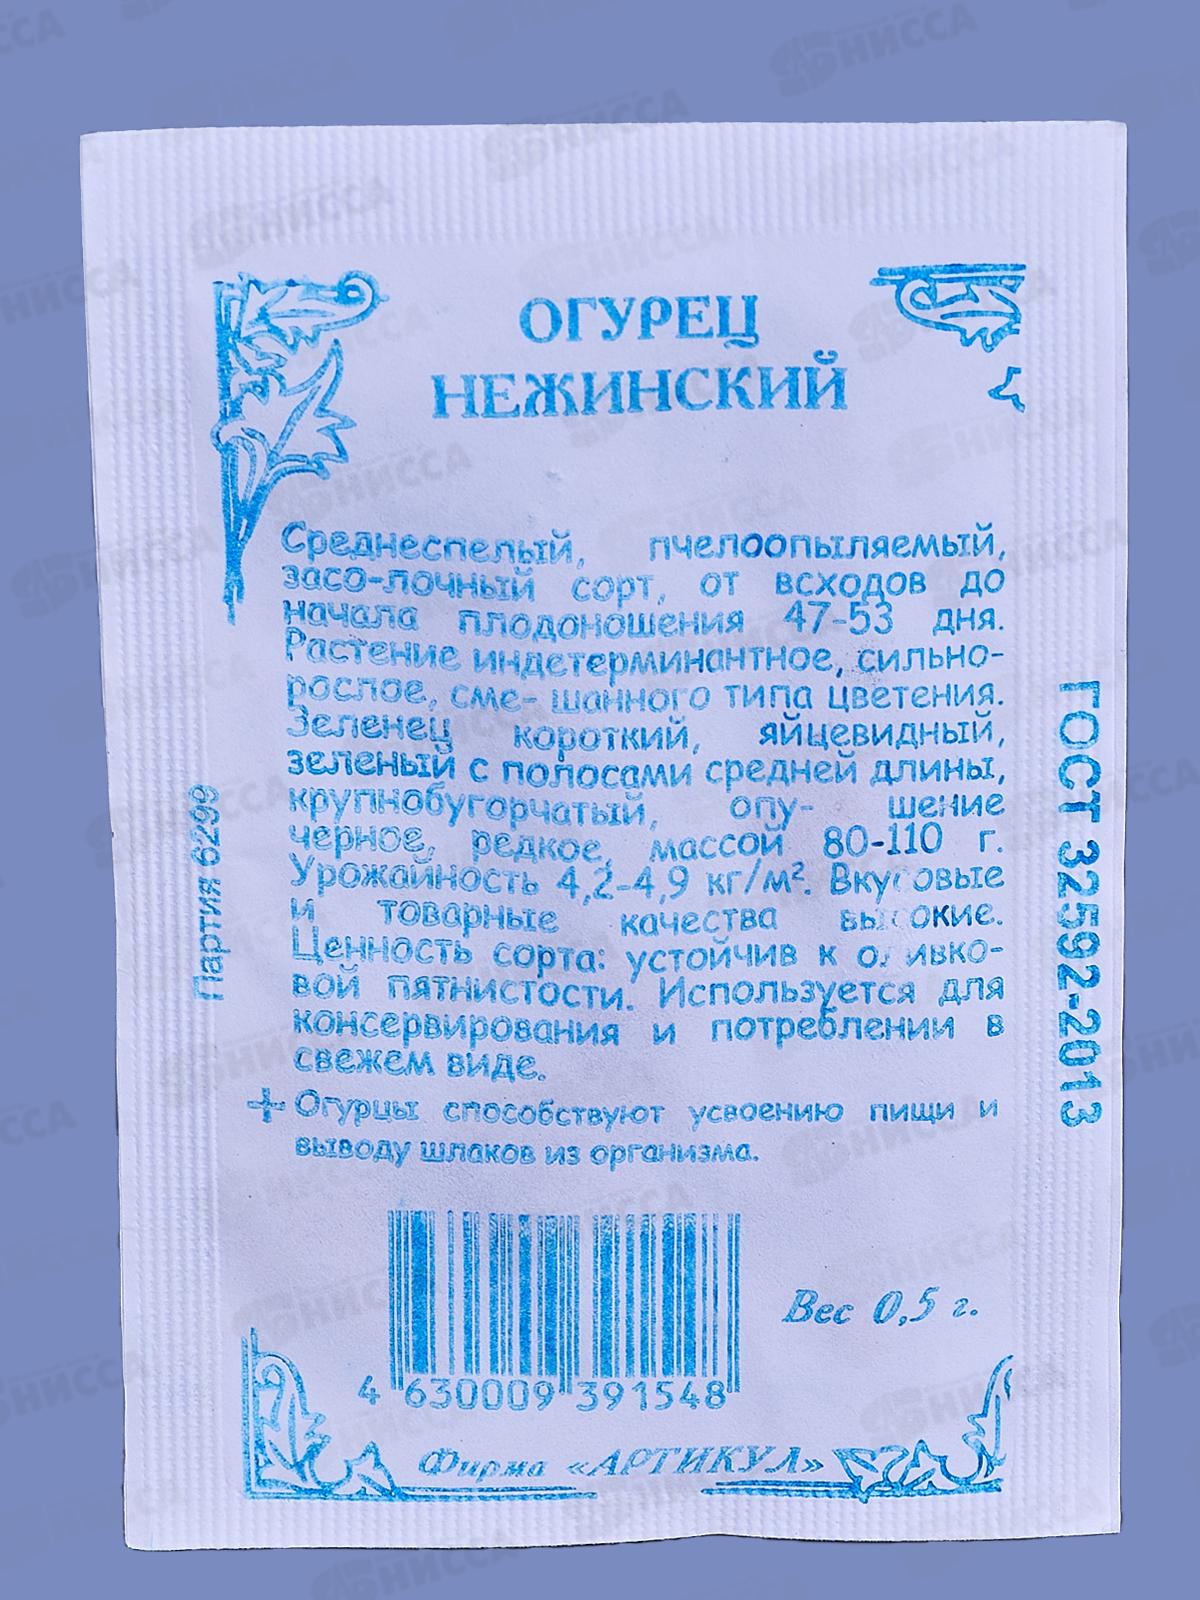 ОГУРЕЦ
НЕЖИНСКИЙ
Среднеспелый, пчелоопыляемый,
засо-лочный сорт, от всходов до
начала плодоношения 47-53 дня.
Растение индетерминантное, сильно-
рослое, сме- шанного типа цветения.
Зеленец короткий, яйцевидный,
зеленый с полосами средней длины,
крупнобугорчатый, опу- шение
черное, редкое, массой 80-110 г.
Урожайность 4,2-4,9 кг/м². Вкусовые
и товарные качества высокие.
Ценность сорта: устойчив к оливко-
вой пятнистости. Используется для
консервирования и потреблении в
свежем виде.
+ Огурцы способствуют усвоению пищи и
выводу шлаков из организма.
Партия 6299
ГОСТ 32592-2013
Вес 0,5 г.
4 630009 391548
Фирма «АРТИКУЛ»
НИССА